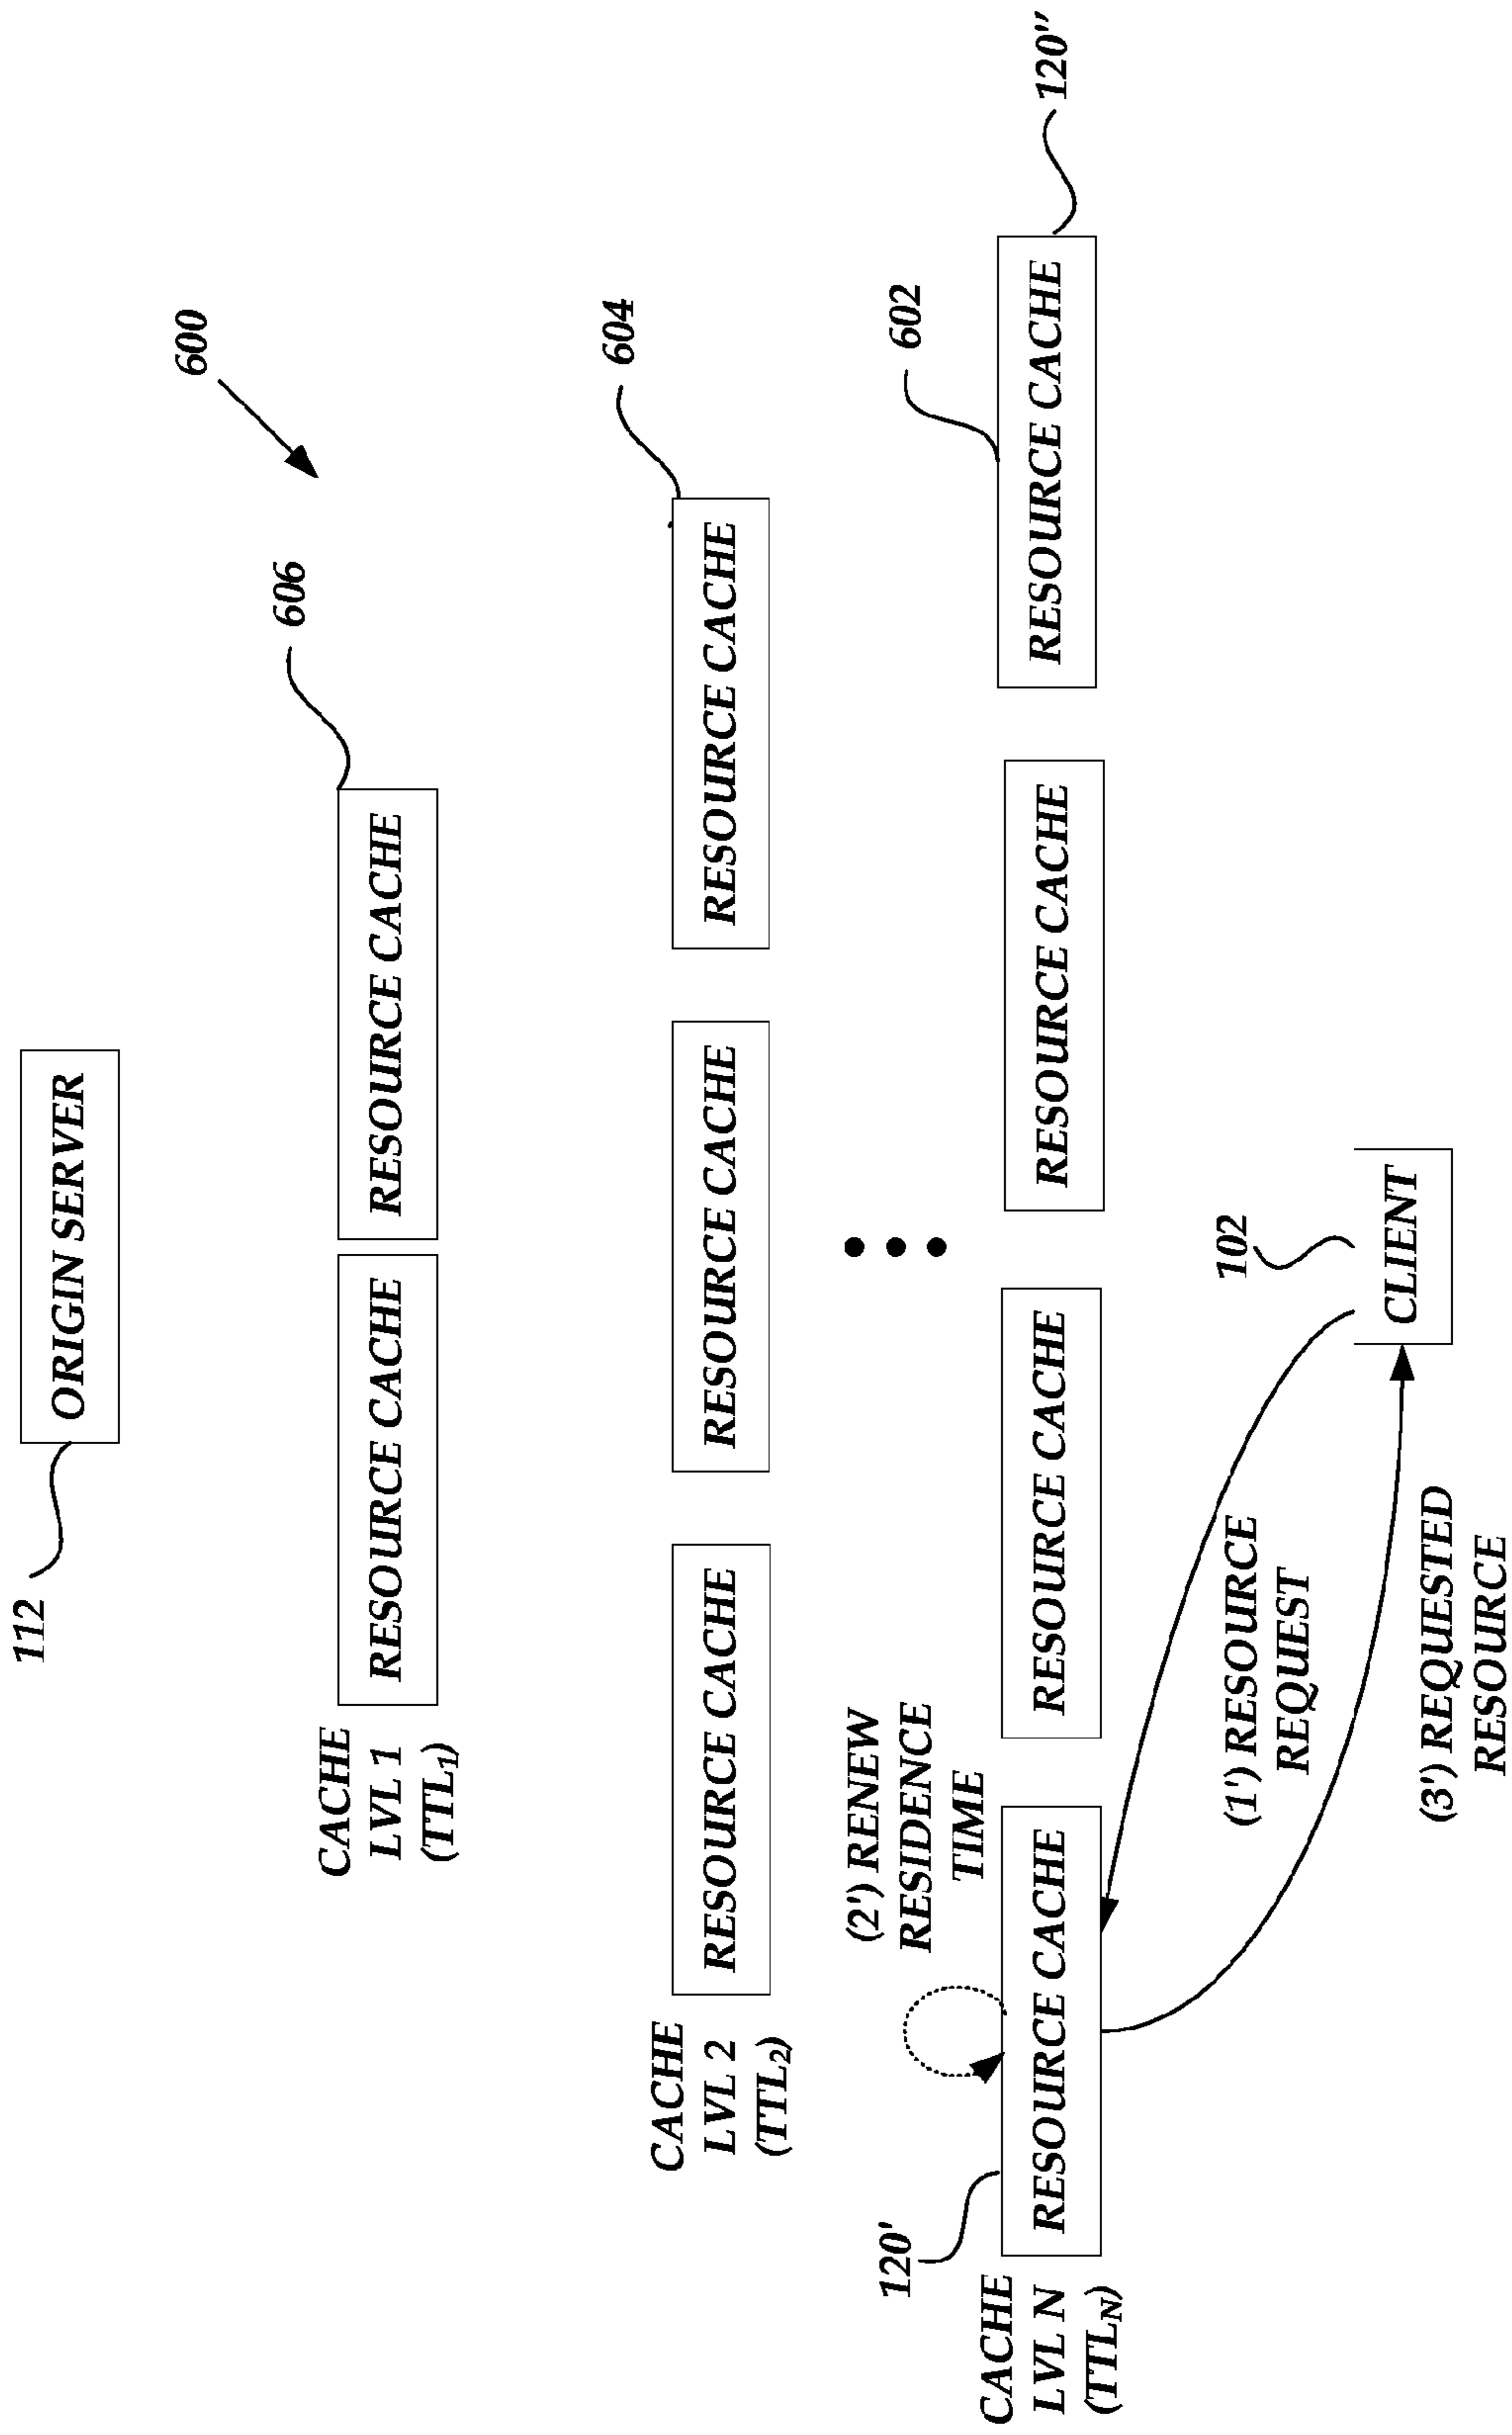 112
ORIGIN SERVER
600
606
CACHE
LVL 1
(TTL1)
RESOURCE CACHE
RESOURCE CACHE
604
CACHE
LVL 2
(TTL2)
RESOURCE CACHE
RESOURCE CACHE
RESOURCE CACHE
(2') RENEW
RESIDENCE
TIME
602
120'
120''
CACHE
LVL N
(TTLN)
RESOURCE CACHE
RESOURCE CACHE
RESOURCE CACHE
RESOURCE CACHE
102
(1') RESOURCE
REQUEST
CLIENT
(3') REQUESTED
RESOURCE